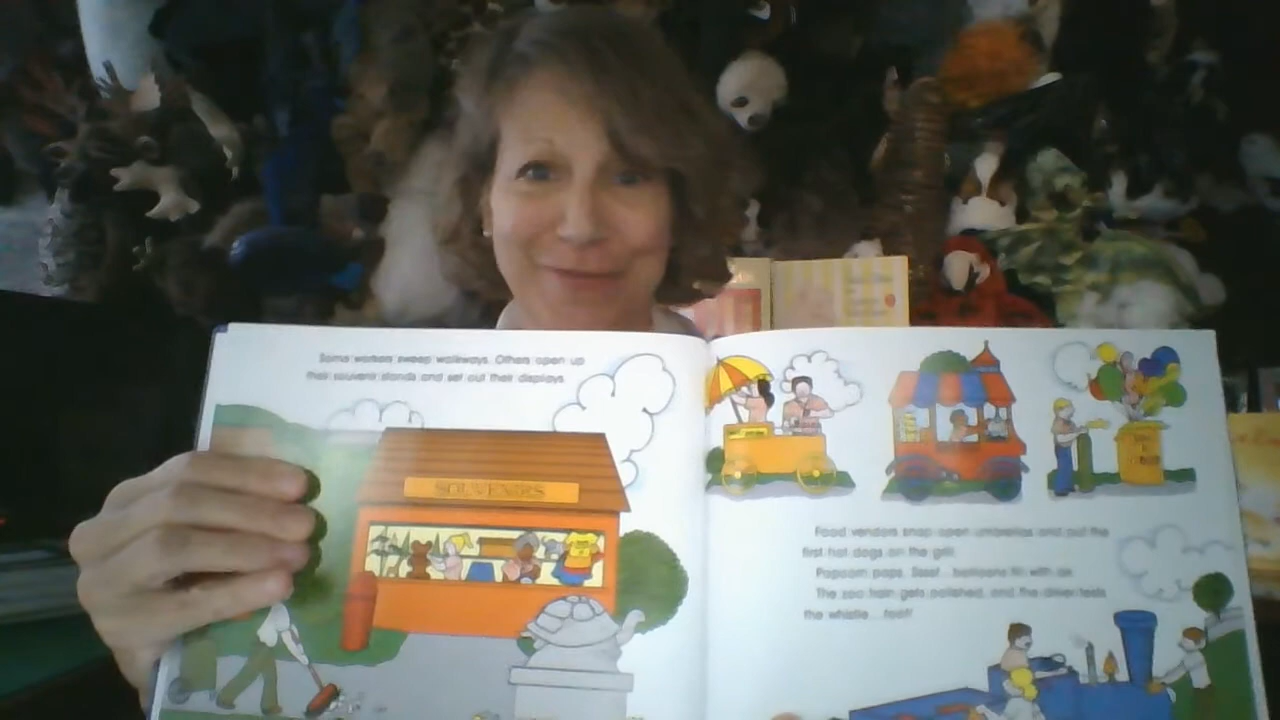 Some workers sweep walkways. Others open up
their souvenir stands and set out their displays.
SOUVENIRS
Food vendors snap open umbrellas and put the
first hot dogs on the grill.
Popcorn pops. Sssst... balloons fill with air.
The zoo train gets polished, and the driver tests
the whistle...toot!